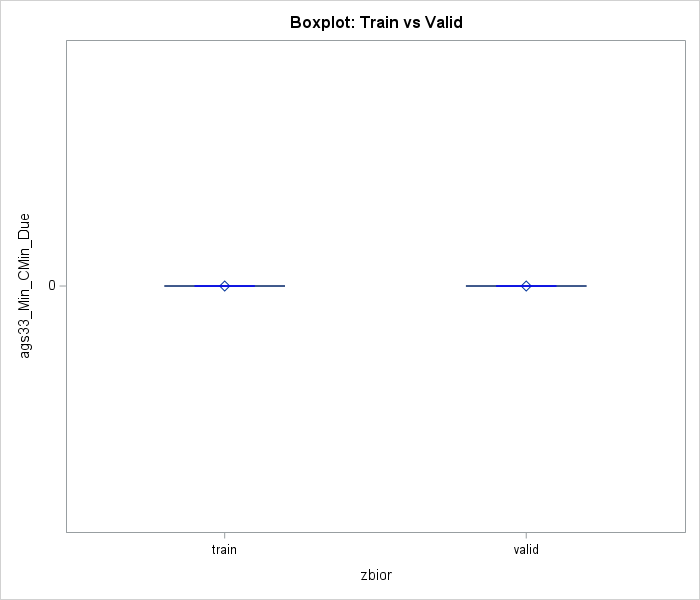 Boxplot: Train vs Valid
ags33_Min_CMin_Due
0
train
valid
zbior